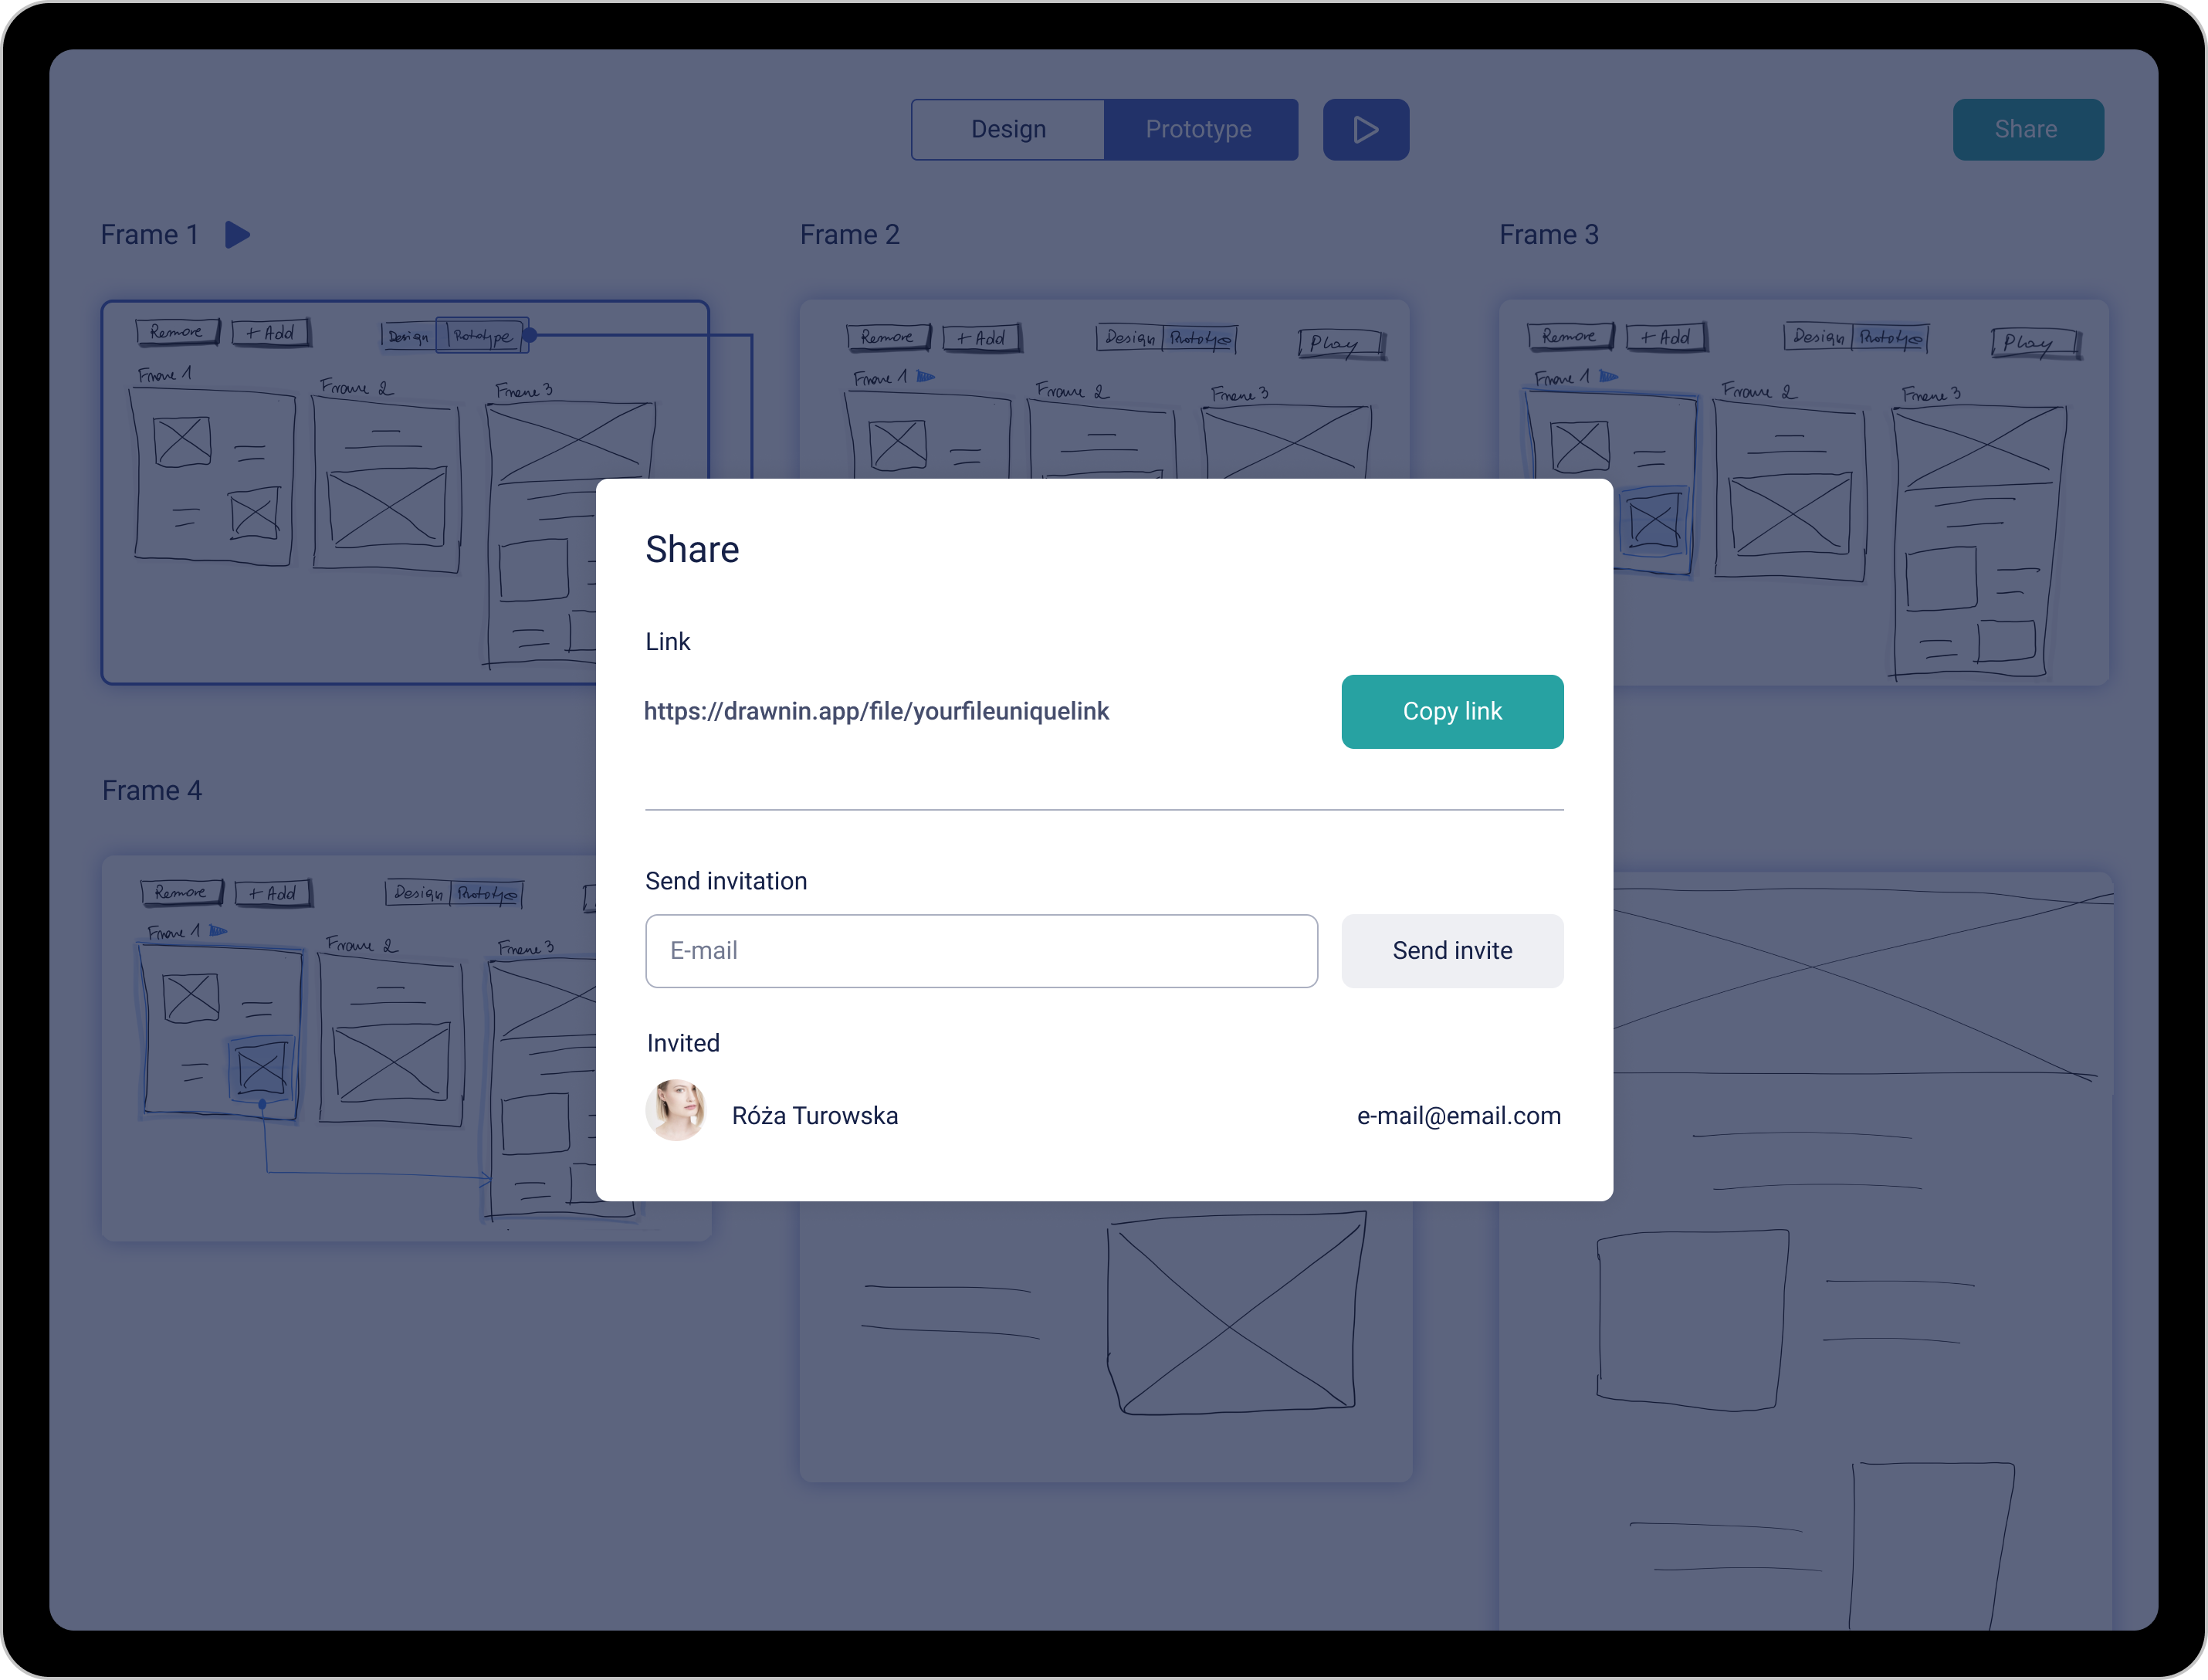 Design Prototype Share
Frame 1 Frame 2 Frame 3
Remove + Add Design Prototype
Frame 1 Frame 2 Frame 3
Remove + Add Design Prototype Play
Frame 1 Frame 2 Frame 3
Remove + Add Design Prototype Play
Frame 1 Frame 2 Frame 3
Share
Link
https://drawnin.app/file/yourfileuniquelink Copy link
Frame 4
Send invitation
Remove + Add Design Prototype
Frame 1 Frame 2 Frame 3
E-mail Send invite
Invited
Róża Turowska e-mail@email.com